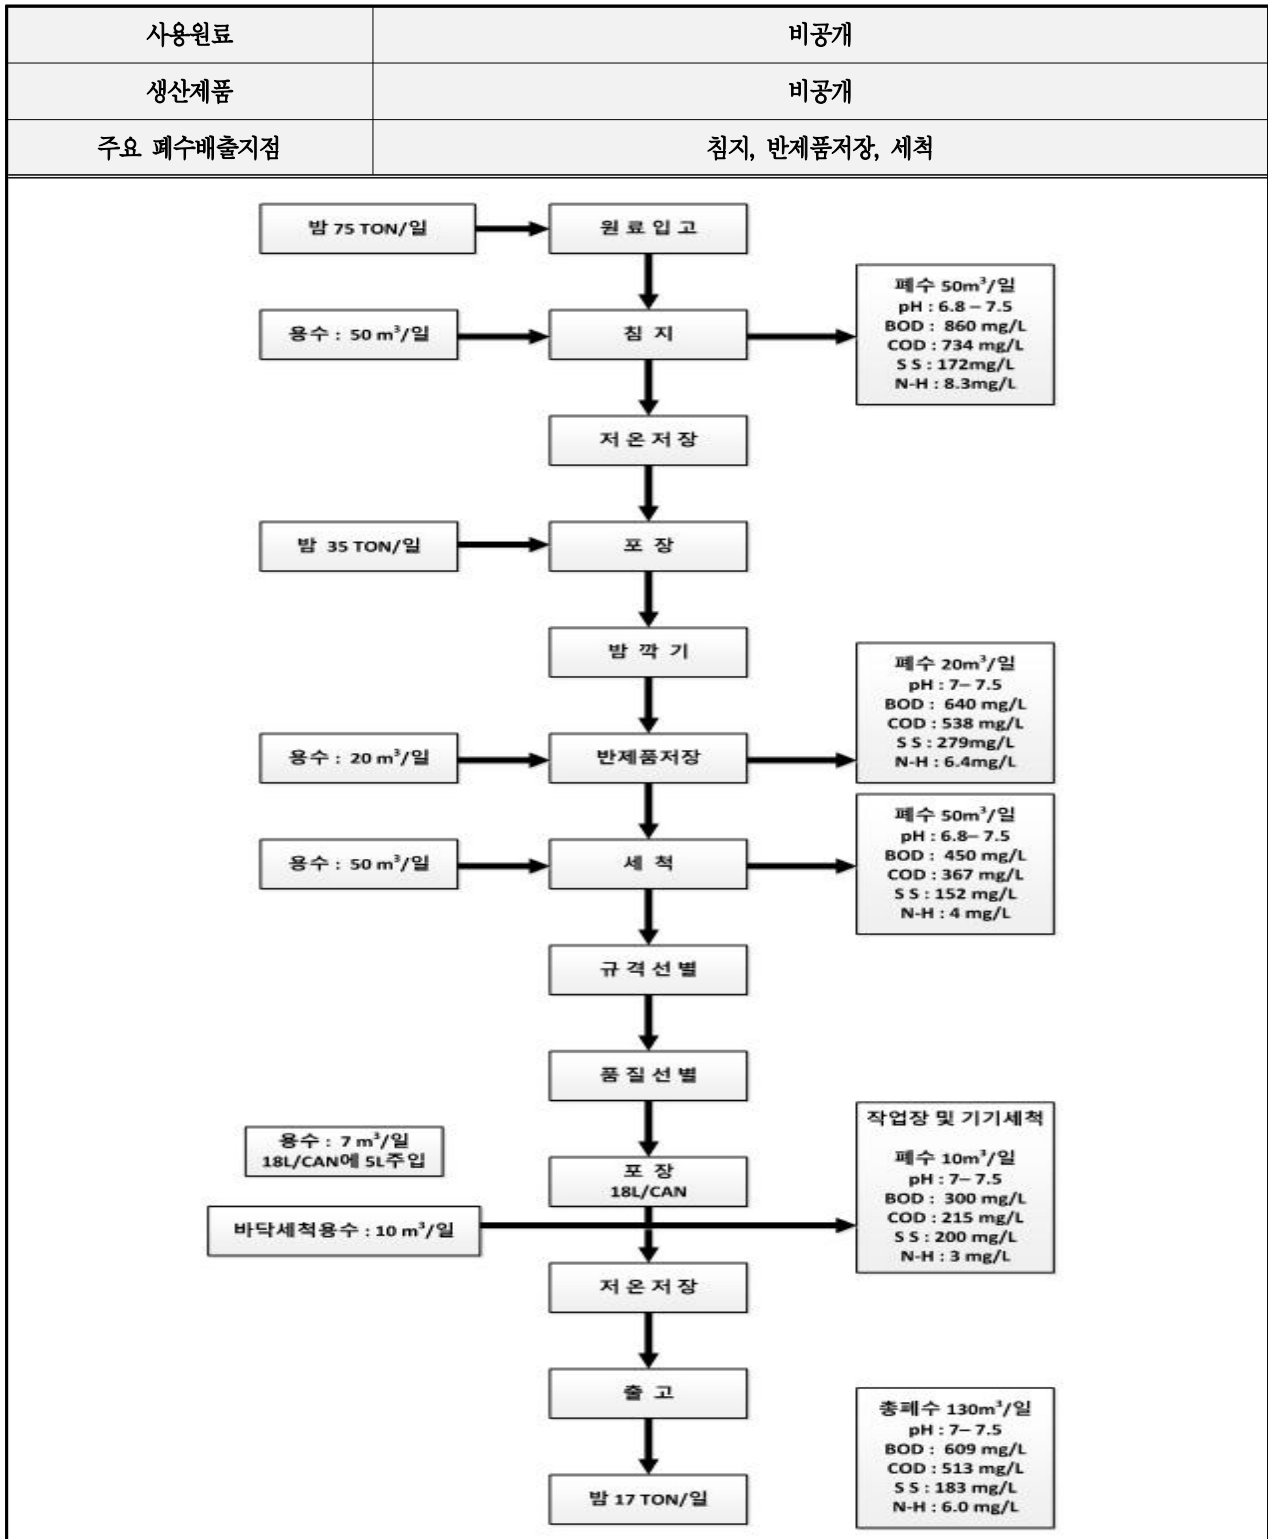 사용원료 비공개
생산제품 비공개
주요 폐수배출지점 침지, 반제품저장, 세척
밤 75 TON/일
원 료 입 고
용수 : 50 m³/일
침 지
폐수 50m³/일
pH : 6.8 – 7.5
BOD : 860 mg/L
COD : 734 mg/L
S S : 172mg/L
N-H : 8.3mg/L
저 온 저 장
밤 35 TON/일
포 장
밤 깍 기
용수 : 20 m³/일
반제품저장
폐수 20m³/일
pH : 7– 7.5
BOD : 640 mg/L
COD : 538 mg/L
S S : 279mg/L
N-H : 6.4mg/L
용수 : 50 m³/일
세 척
폐수 50m³/일
pH : 6.8– 7.5
BOD : 450 mg/L
COD : 367 mg/L
S S : 152 mg/L
N-H : 4 mg/L
규 격 선 별
품 질 선 별
용수 : 7 m³/일
18L/CAN에 5L주입
포 장
18L/CAN
바닥세척용수 : 10 m³/일
작업장 및 기기세척
폐수 10m³/일
pH : 7– 7.5
BOD : 300 mg/L
COD : 215 mg/L
S S : 200 mg/L
N-H : 3 mg/L
저 온 저 장
출 고
밤 17 TON/일
총폐수 130m³/일
pH : 7– 7.5
BOD : 609 mg/L
COD : 513 mg/L
S S : 183 mg/L
N-H : 6.0 mg/L